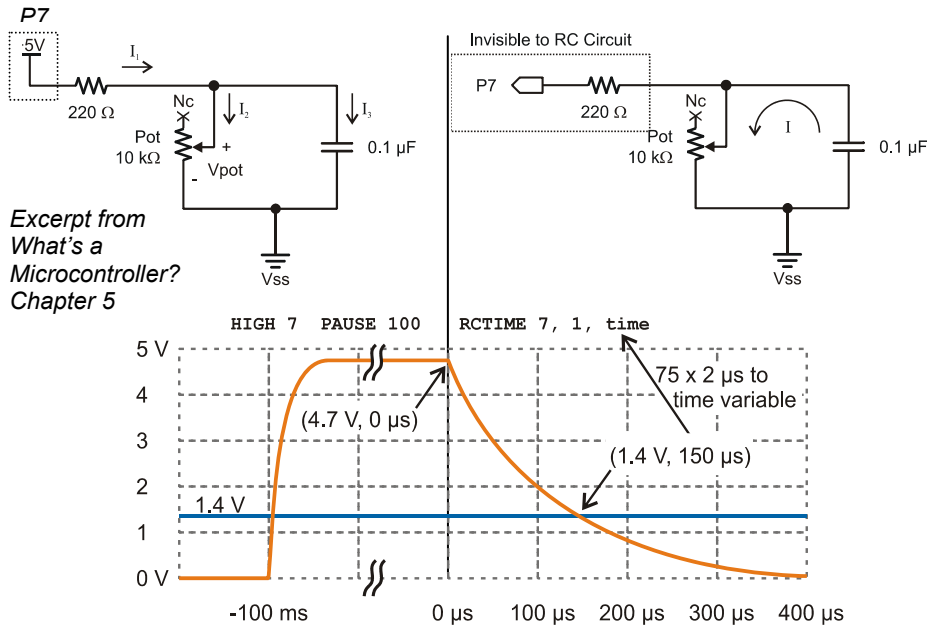 P7
5V
I₁
220 Ω
Nc
I₂
I₃
Pot
10 kΩ
+
Vpot
-
0.1 µF
Vss
Invisible to RC Circuit
P7
220 Ω
Nc
Pot
10 kΩ
I
0.1 µF
Vss
Excerpt from
What's a
Microcontroller?
Chapter 5
HIGH 7 PAUSE 100 RCTIME 7, 1, time
5 V
4
3
2
1
0 V
1.4 V
(4.7 V, 0 µs)
75 x 2 µs to
time variable
(1.4 V, 150 µs)
-100 ms 0 µs 100 µs 200 µs 300 µs 400 µs